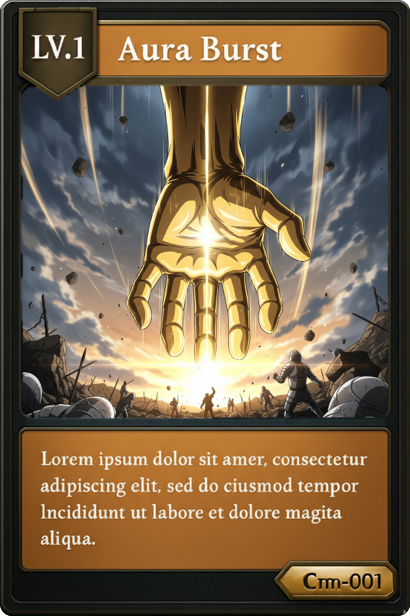 LV.1
Aura Burst
Lorem ipsum dolor sit amer, consectetur
adipiscing elit, sed do ciusmod tempor
lncididunt ut labore et dolore magita
aliqua.
Crm-001